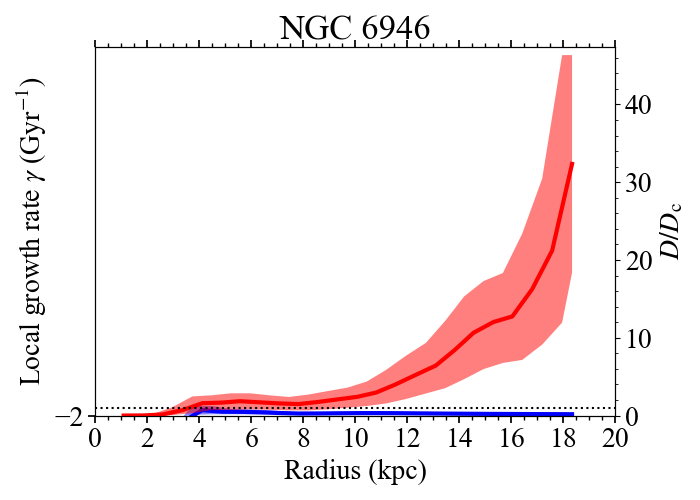 NGC 6946
Local growth rate γ (Gyr⁻¹)
−2
0 2 4 6 8 10 12 14 16 18 20
Radius (kpc)
40
30
20
10
0
D/D_c